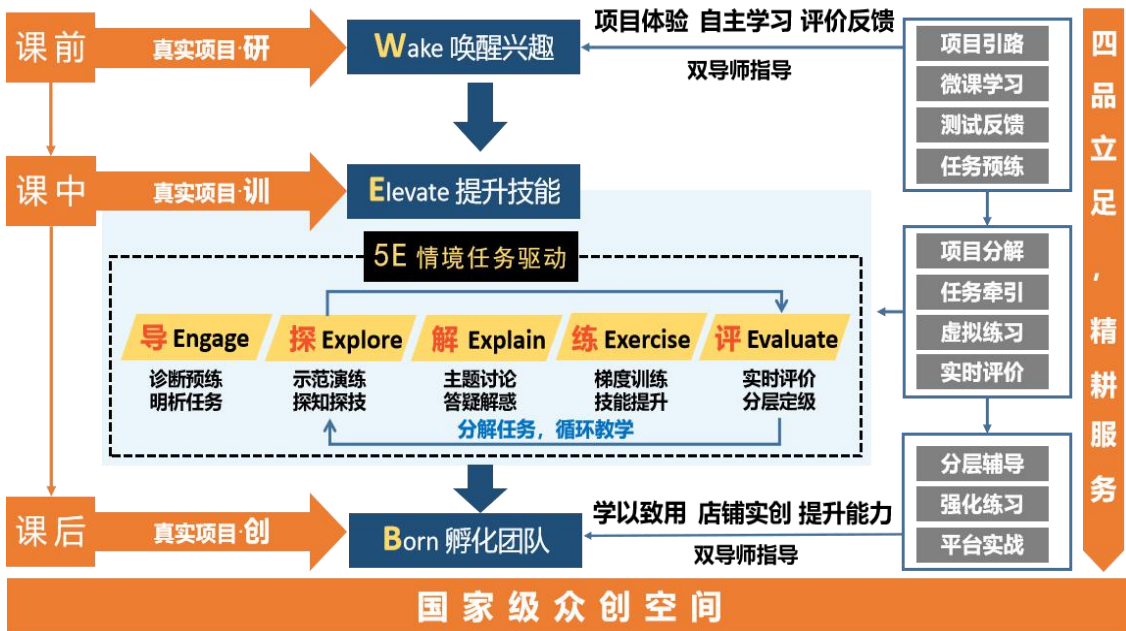 课前
真实项目·研
Wake 唤醒兴趣
项目体验 自主学习 评价反馈
双导师指导
项目引路
微课学习
测试反馈
任务预练
课中
真实项目·训
Elevate 提升技能
5E 情境任务驱动
导 Engage
探 Explore
解 Explain
练 Exercise
评 Evaluate
诊断预练
明析任务
示范演练
探知探技
主题讨论
答疑解惑
梯度训练
技能提升
实时评价
分层定级
分解任务，循环教学
项目分解
任务牵引
虚拟练习
实时评价
课后
真实项目·创
Born 孵化团队
学以致用 店铺实创 提升能力
双导师指导
分层辅导
强化练习
平台实战
四品立足，精耕服务
国家级众创空间